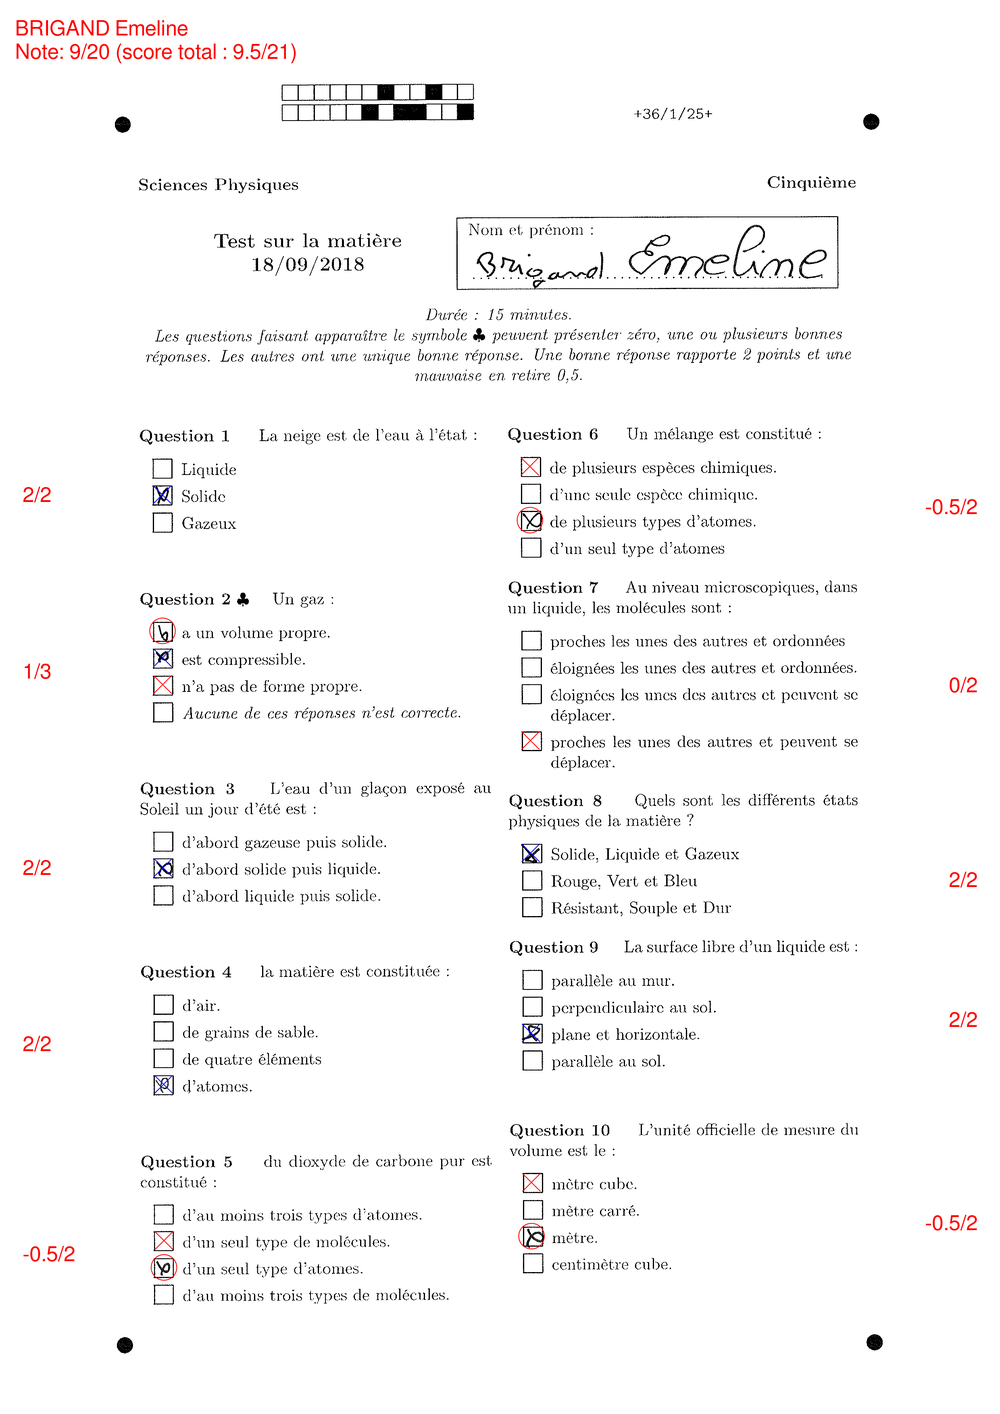 BRIGAND Emeline
Note: 9/20 (score total : 9.5/21)
+36/1/25+
Sciences Physiques
Cinquième
Test sur la matière
18/09/2018
Nom et prénom :
Brigand Emeline
Durée : 15 minutes.
Les questions faisant apparaître le symbole ♣ peuvent présenter zéro, une ou plusieurs bonnes
réponses. Les autres ont une unique bonne réponse. Une bonne réponse rapporte 2 points et une
mauvaise en retire 0,5.
Question 1 La neige est de l'eau à l'état :
Liquide
2/2
Solide
Gazeux
Question 2 ♣ Un gaz :
a un volume propre.
est compressible.
1/3
n'a pas de forme propre.
Aucune de ces réponses n'est correcte.
Question 3 L'eau d'un glaçon exposé au
Soleil un jour d'été est :
d'abord gazeuse puis solide.
2/2
d'abord solide puis liquide.
d'abord liquide puis solide.
Question 4 la matière est constituée :
d'air.
de grains de sable.
2/2
de quatre éléments
d'atomes.
Question 5 du dioxyde de carbone pur est
constitué :
d'au moins trois types d'atomes.
d'un seul type de molécules.
-0.5/2
d'un seul type d'atomes.
d'au moins trois types de molécules.
Question 6 Un mélange est constitué :
de plusieurs espèces chimiques.
d'une seule espèce chimique.
-0.5/2
de plusieurs types d'atomes.
d'un seul type d'atomes
Question 7 Au niveau microscopiques, dans
un liquide, les molécules sont :
proches les unes des autres et ordonnées
éloignées les unes des autres et ordonnées.
0/2
éloignées les unes des autres et peuvent se
déplacer.
proches les unes des autres et peuvent se
déplacer.
Question 8 Quels sont les différents états
physiques de la matière ?
Solide, Liquide et Gazeux
2/2
Rouge, Vert et Bleu
Résistant, Souple et Dur
Question 9 La surface libre d'un liquide est :
parallèle au mur.
perpendiculaire au sol.
2/2
plane et horizontale.
parallèle au sol.
Question 10 L'unité officielle de mesure du
volume est le :
mètre cube.
mètre carré.
-0.5/2
mètre.
centimètre cube.